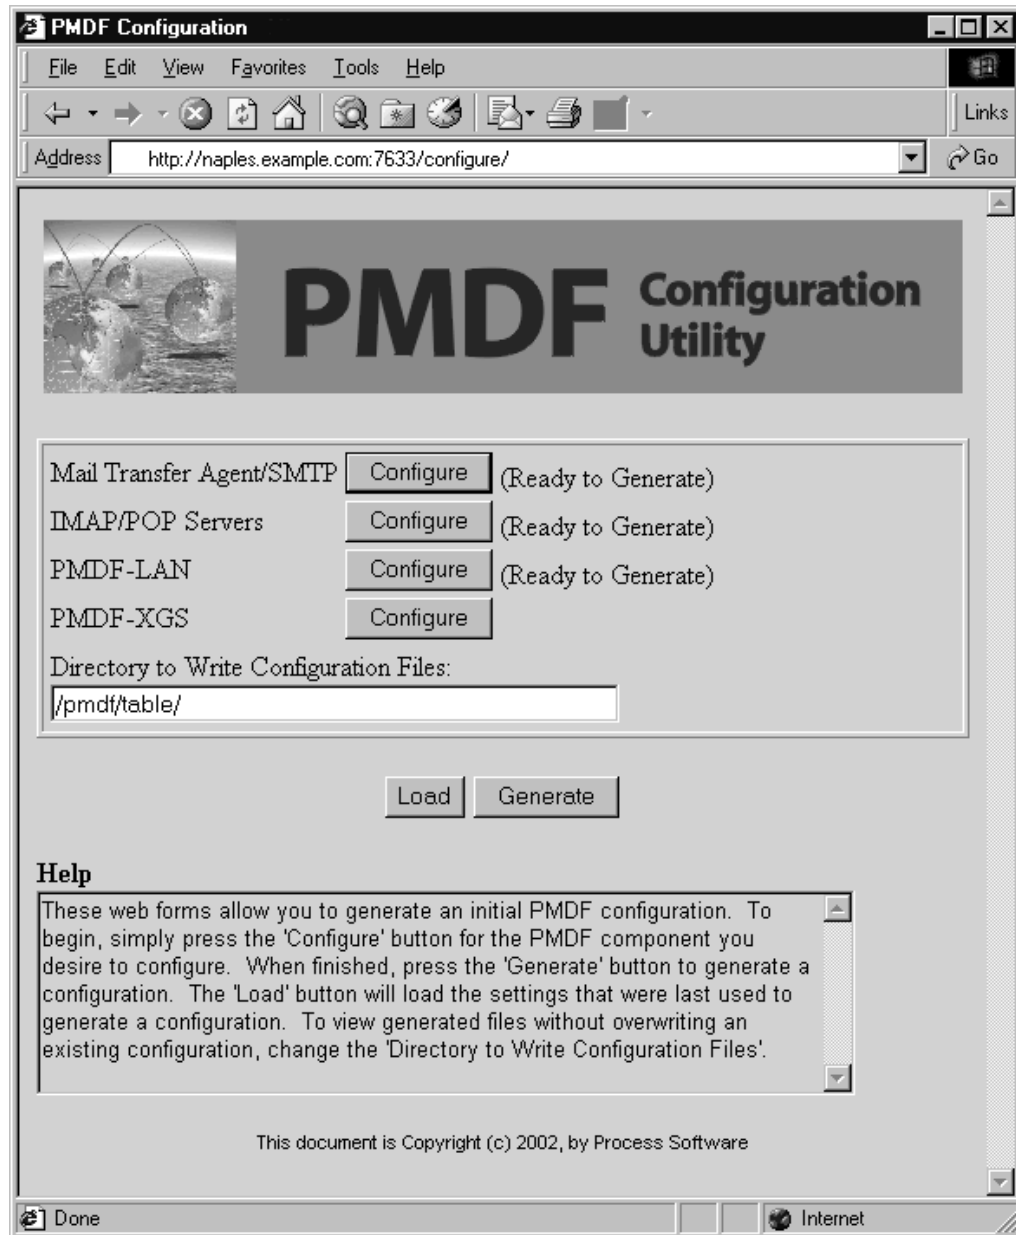 PMDF Configuration
File Edit View Favorites Tools Help
Links
Address http://naples.example.com:7633/configure/ Go
PMDF Configuration
Utility
Mail Transfer Agent/SMTP Configure (Ready to Generate)
IMAP/POP Servers Configure (Ready to Generate)
PMDF-LAN Configure (Ready to Generate)
PMDF-XGS Configure
Directory to Write Configuration Files:
/pmdf/table/
Load Generate
Help
These web forms allow you to generate an initial PMDF configuration. To
begin, simply press the 'Configure' button for the PMDF component you
desire to configure. When finished, press the 'Generate' button to generate a
configuration. The 'Load' button will load the settings that were last used to
generate a configuration. To view generated files without overwriting an
existing configuration, change the 'Directory to Write Configuration Files'.
This document is Copyright (c) 2002, by Process Software
Done Internet